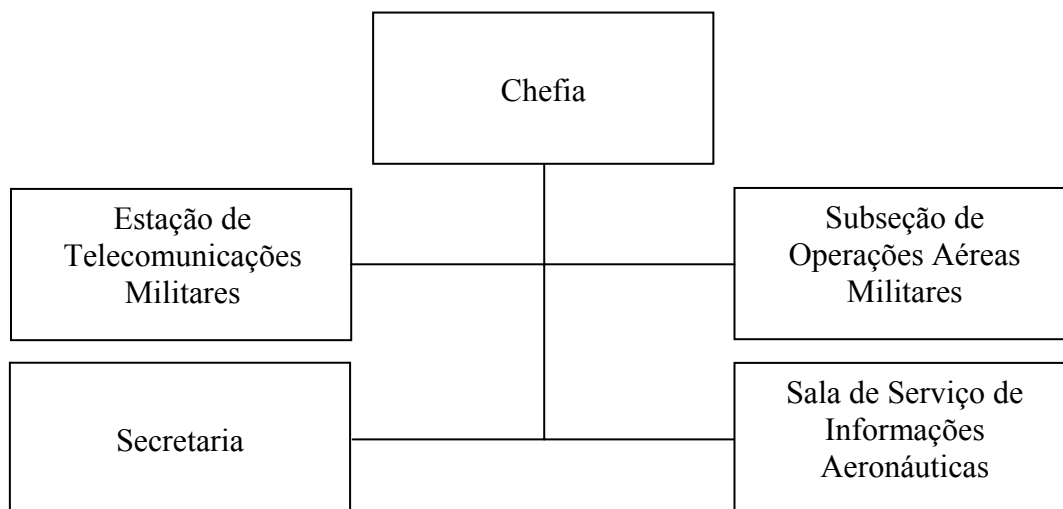 Chefia
Estação de
Telecomunicações
Militares
Subseção de
Operações Aéreas
Militares
Secretaria
Sala de Serviço de
Informações
Aeronáuticas